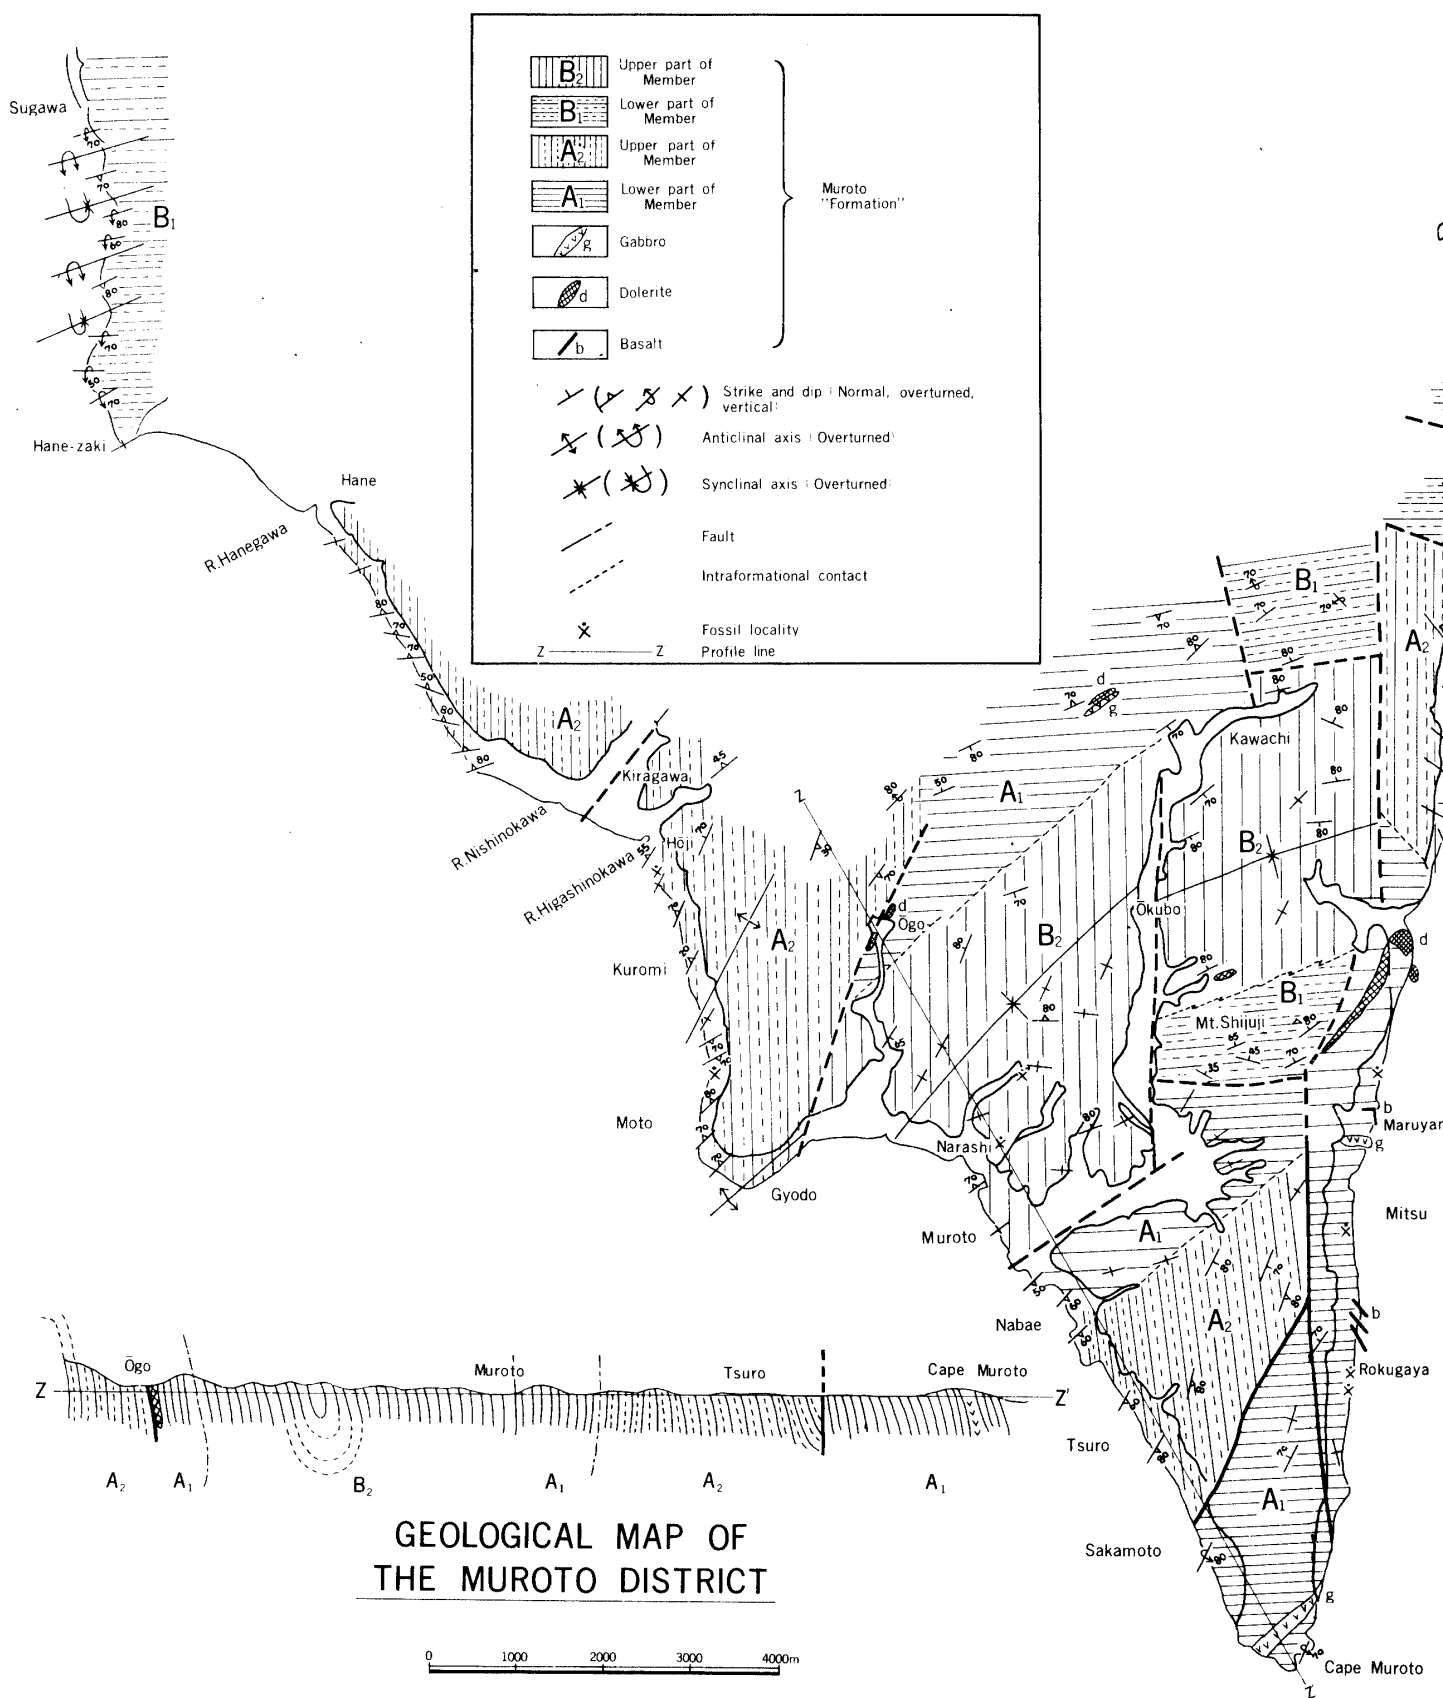 B₂ Upper part of
Member
B₁ Lower part of
Member
A₂ Upper part of
Member
A₁ Lower part of
Member
Muroto
"Formation"
g Gabbro
d Dolerite
b Basalt
Strike and dip (Normal, overturned,
vertical)
Anticlinal axis (Overturned)
Synclinal axis (Overturned)
Fault
Intraformational contact
Fossil locality
Z Z Profile line
Sugawa
B₁
Hane-zaki
Hane
R.Hanegawa
A₂
Kiragawa
R.Nishinokawa
Hō
R.Higashinokawa
Kuromi
A₂
Moto
Gyodo
Z
d
Ōgo
A₁
d
g
B₁
A₂
Kawachi
B₂
B₂
Ōkubo
d
B₁
Mt.Shijuji
b
Maruyar
g
Narashi
Mitsu
Muroto
A₁
Nabae
A₂
b
Rokugaya
Tsuro
A₁
Sakamoto
g
Cape Muroto
Z'
Ōgo Muroto Tsuro Cape Muroto
Z Z'
A₂ A₁ B₂ A₁ A₂ A₁
GEOLOGICAL MAP OF
THE MUROTO DISTRICT
0 1000 2000 3000 4000m